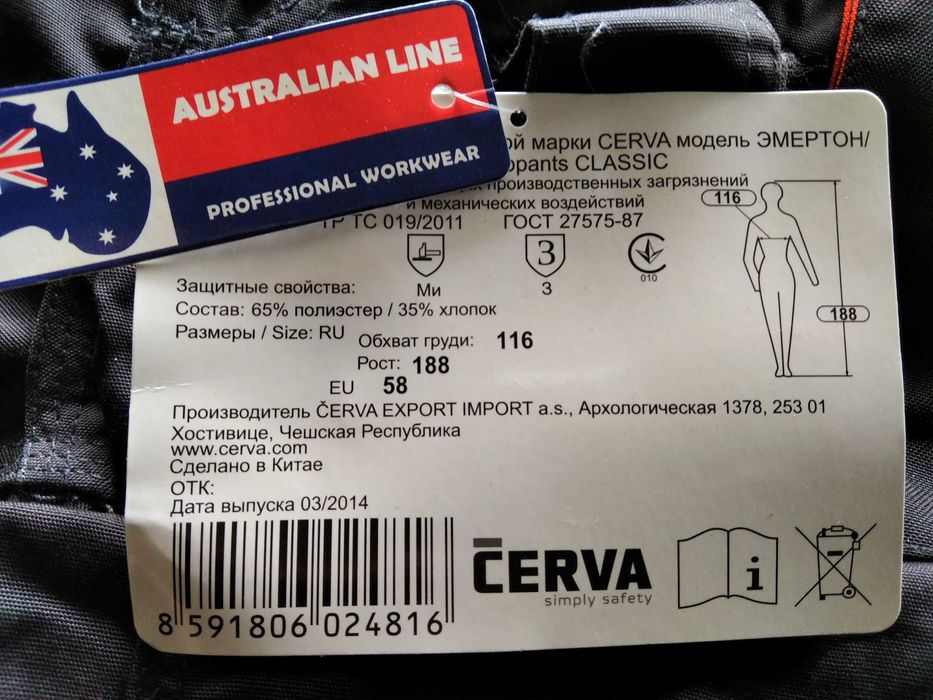 AUSTRALIAN LINE
PROFESSIONAL WORKWEAR
марки CERVA модель ЭМЕРТОН/
CLASSIC
производственных загрязнений
и механических воздействий
ТР ТС 019/2011 ГОСТ 27575-87
116
3
010
Защитные свойства: Ми З
Состав: 65% полиэстер / 35% хлопок
188
Размеры / Size: RU Обхват груди: 116
Рост: 188
EU 58
Производитель ČERVA EXPORT IMPORT a.s., Архологическая 1378, 253 01
Хостивице, Чешская Республика
www.cerva.com
Сделано в Китае
ОТК:
Дата выпуска 03/2014
ČERVA
simply safety
i
8 591806 024816